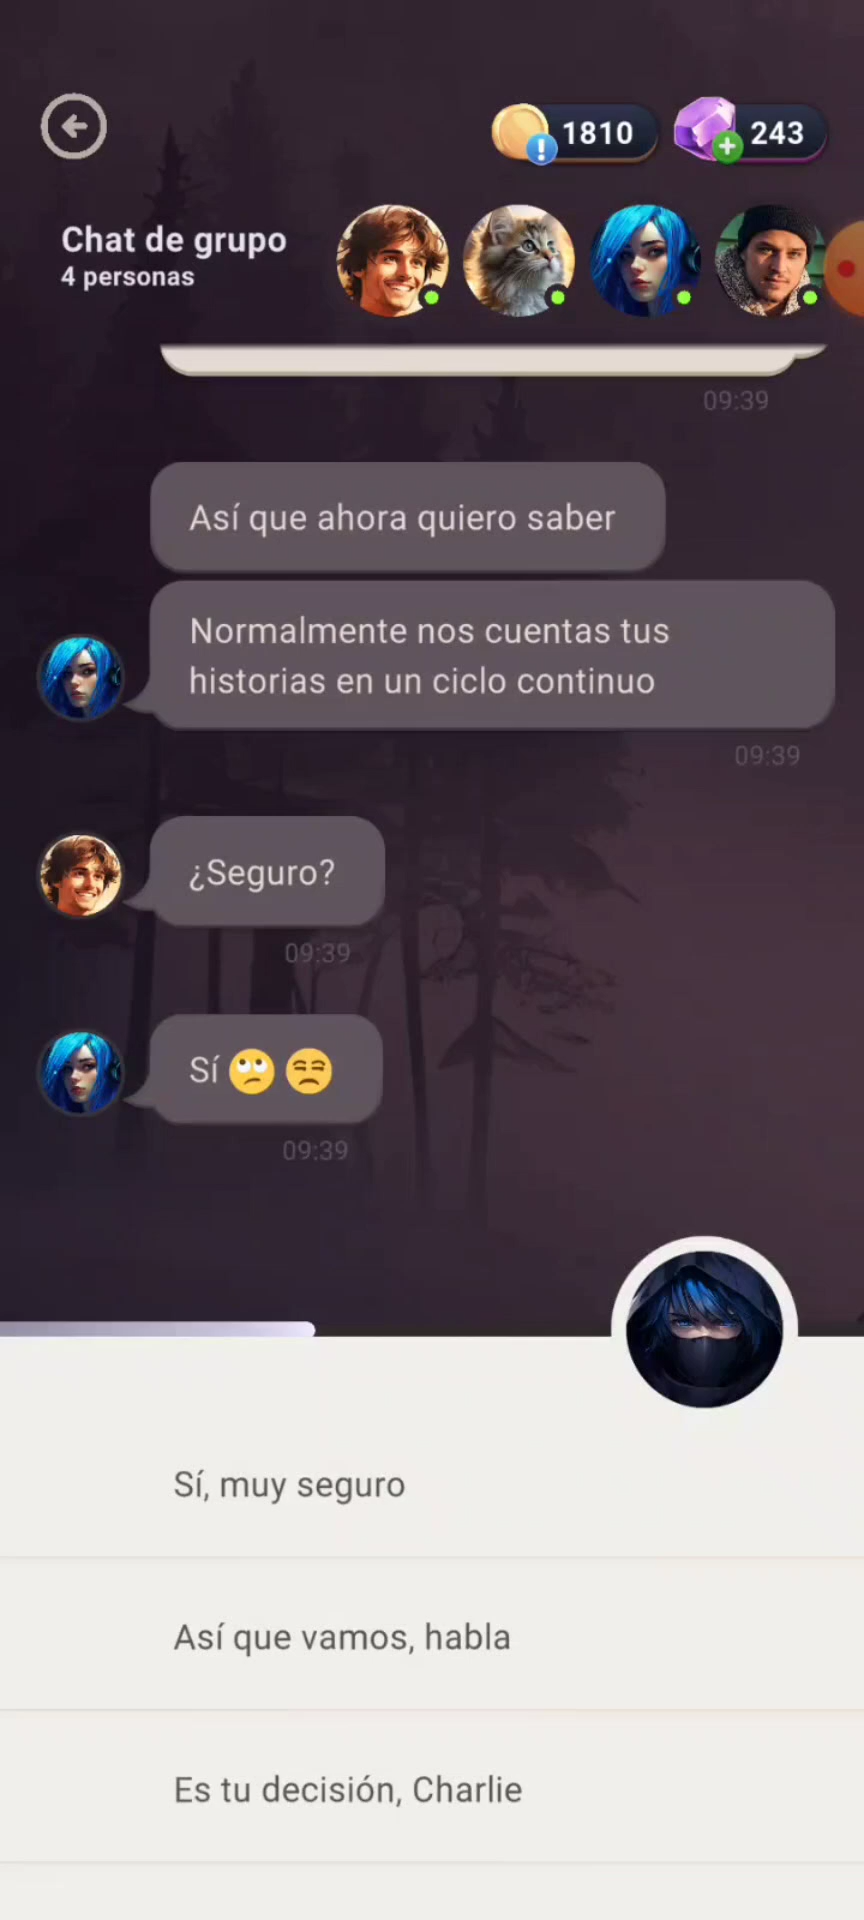 1810
243
Chat de grupo
4 personas
09:39
Así que ahora quiero saber
Normalmente nos cuentas tus
historias en un ciclo continuo
09:39
¿Seguro?
09:39
Sí 🙄 😒
09:39
Sí, muy seguro
Así que vamos, habla
Es tu decisión, Charlie